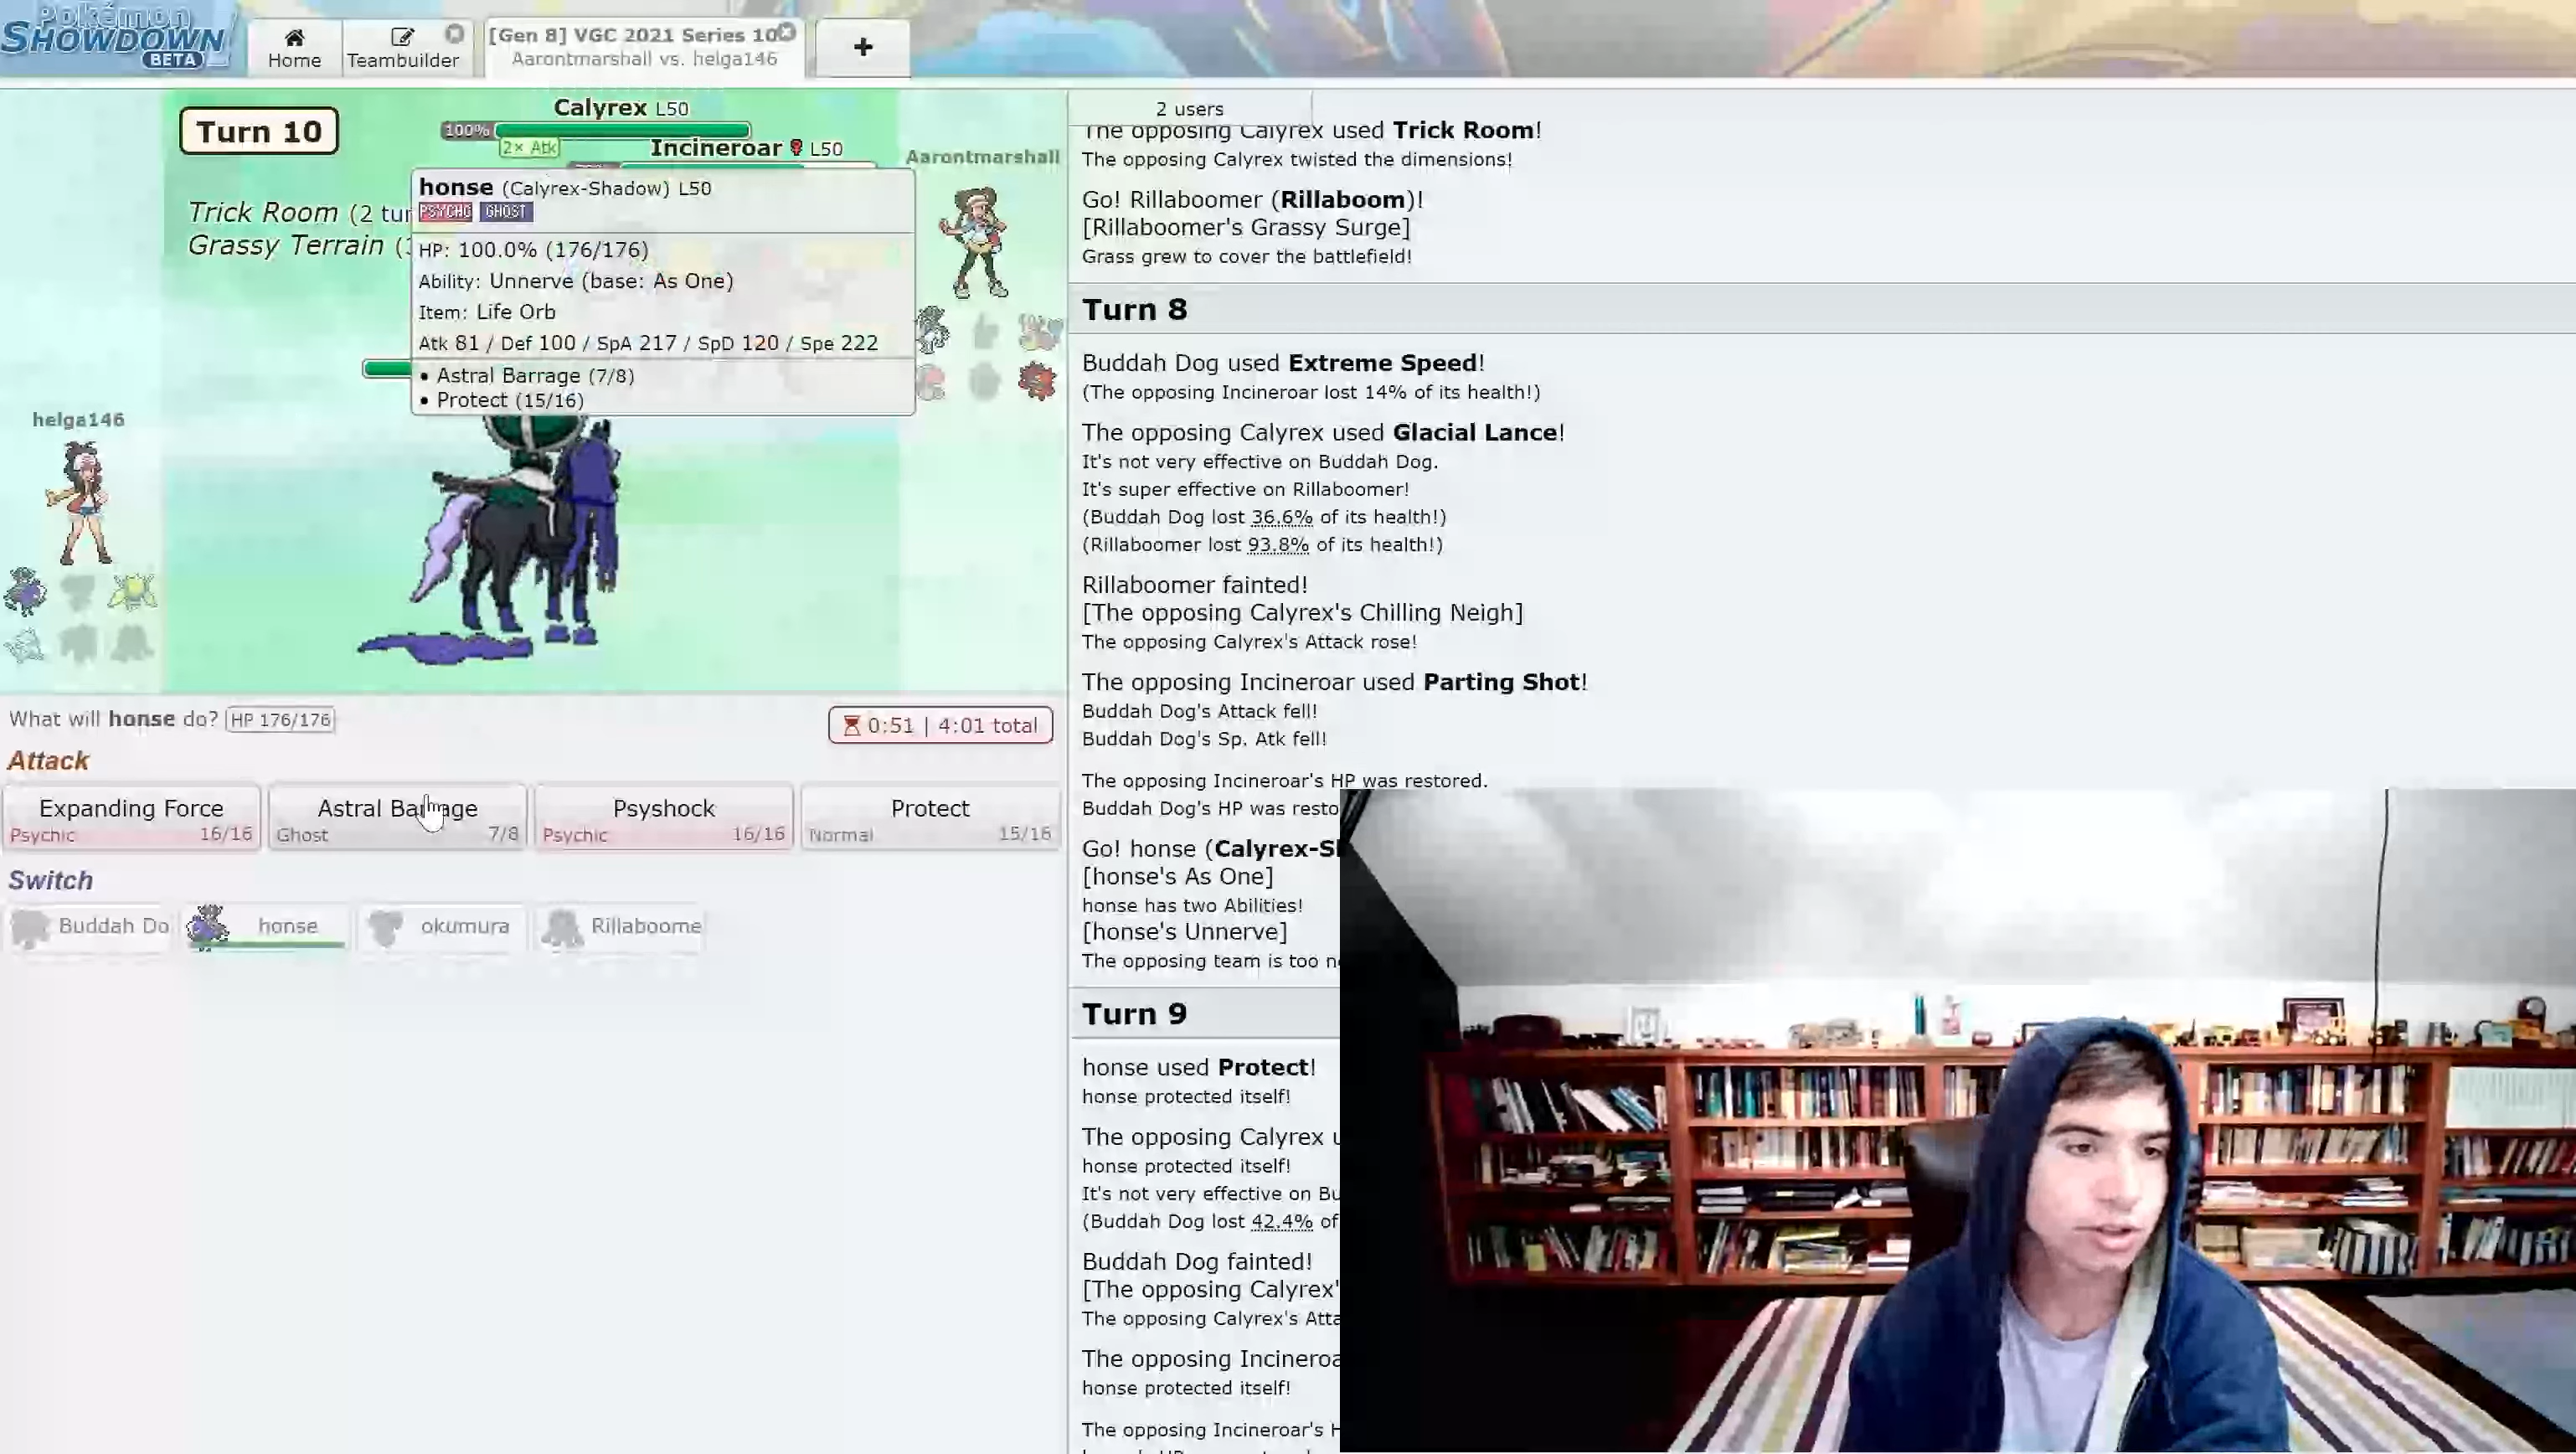 Pokémon
SHOWDOWN
BETA
Home
Teambuilder
[Gen 8] VGC 2021 Series 10
Aarontmarshall vs. helga146
+
Turn 10
Calyrex L50
100%
2× Atk
Incineroar L50
Aarontmarshall
Trick Room (2 tur
Grassy Terrain (
honse (Calyrex-Shadow) L50
PSYCHC GHOST
HP: 100.0% (176/176)
Ability: Unnerve (base: As One)
Item: Life Orb
Atk 81 / Def 100 / SpA 217 / SpD 120 / Spe 222
• Astral Barrage (7/8)
• Protect (15/16)
helga146
What will honse do? HP 176/176
0:51 | 4:01 total
Attack
Expanding Force
Psychic 16/16
Astral Barrage
Ghost 7/8
Psyshock
Psychic 16/16
Protect
Normal 15/16
Switch
Buddah Do
honse
okumura
Rillaboome
2 users
The opposing Calyrex used Trick Room!
The opposing Calyrex twisted the dimensions!
Go! Rillaboomer (Rillaboom)!
[Rillaboomer's Grassy Surge]
Grass grew to cover the battlefield!
Turn 8
Buddah Dog used Extreme Speed!
(The opposing Incineroar lost 14% of its health!)
The opposing Calyrex used Glacial Lance!
It's not very effective on Buddah Dog.
It's super effective on Rillaboomer!
(Buddah Dog lost 36.6% of its health!)
(Rillaboomer lost 93.8% of its health!)
Rillaboomer fainted!
[The opposing Calyrex's Chilling Neigh]
The opposing Calyrex's Attack rose!
The opposing Incineroar used Parting Shot!
Buddah Dog's Attack fell!
Buddah Dog's Sp. Atk fell!
The opposing Incineroar's HP was restored.
Buddah Dog's HP was resto
Go! honse (Calyrex-Sh
[honse's As One]
honse has two Abilities!
[honse's Unnerve]
The opposing team is too n
Turn 9
honse used Protect!
honse protected itself!
The opposing Calyrex u
honse protected itself!
It's not very effective on Bu
(Buddah Dog lost 42.4% of
Buddah Dog fainted!
[The opposing Calyrex'
The opposing Calyrex's Atta
The opposing Incineroa
honse protected itself!
The opposing Incineroar's H